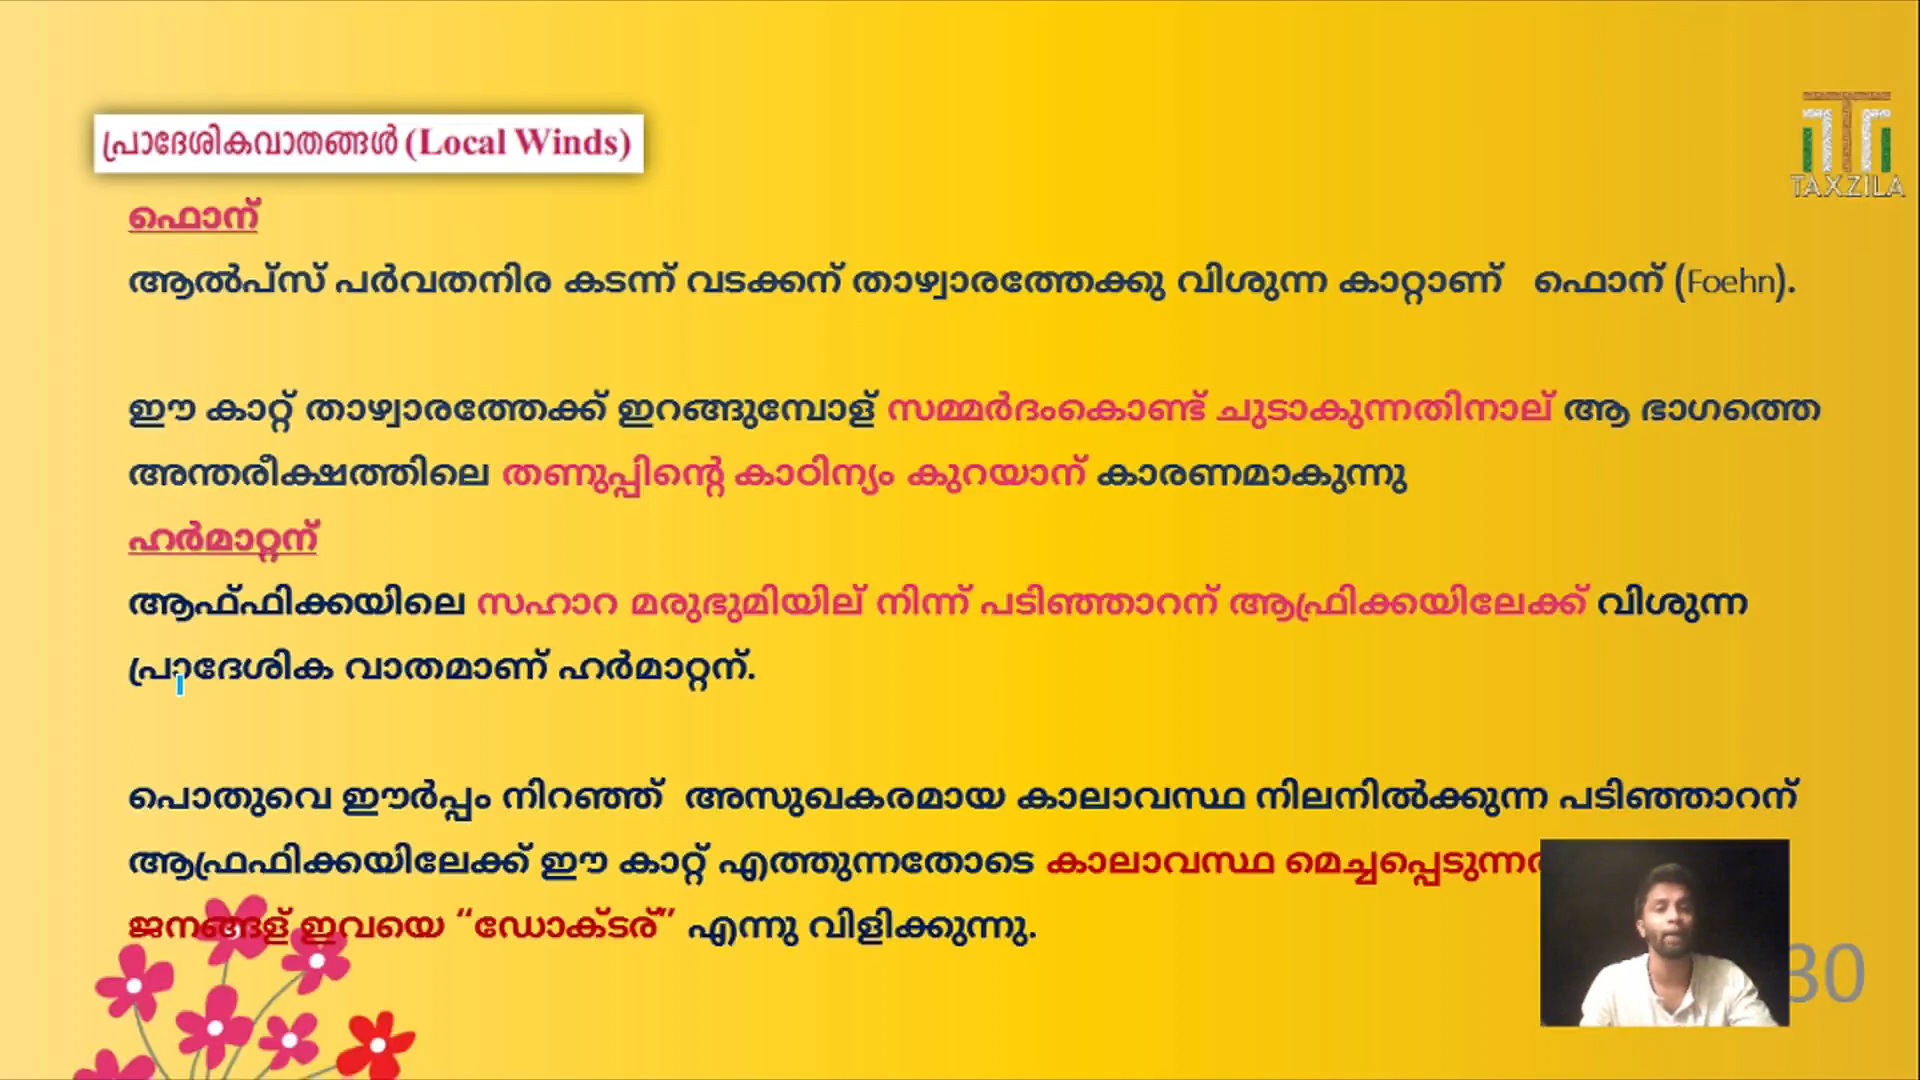 പ്രാദേശികവാതങ്ങൾ (Local Winds)
TAXZILA
ഫൊന്
ആൽപ്സ് പർവതനിര കടന്ന് വടക്കന് താഴ്വാരത്തേക്കു വിശുന്ന കാറ്റാണ് ഫൊന് (Foehn).
ഈ കാറ്റ് താഴ്വാരത്തേക്ക് ഇറങ്ങുമ്പോള് സമ്മർദംകൊണ്ട് ചുടാകുന്നതിനാല് ആ ഭാഗത്തെ
അന്തരീക്ഷത്തിലെ തണുപ്പിന്റെ കാഠിന്യം കുറയാന് കാരണമാകുന്നു
ഹർമാറ്റന്
ആഫ്ഫിക്കയിലെ സഹാറ മരുഭുമിയില് നിന്ന് പടിഞ്ഞാറന് ആഫ്രിക്കയിലേക്ക് വിശുന്ന
പ്രാദേശിക വാതമാണ് ഹർമാറ്റന്.
പൊതുവെ ഈർപ്പം നിറഞ്ഞ് അസുഖകരമായ കാലാവസ്ഥ നിലനിൽക്കുന്ന പടിഞ്ഞാറന്
ആഫ്രഫിക്കയിലേക്ക് ഈ കാറ്റ് എത്തുന്നതോടെ കാലാവസ്ഥ
ജനങ്ങള് ഇവയെ “ഡോക്ടര്” എന്നു വിളിക്കുന്നു.
30